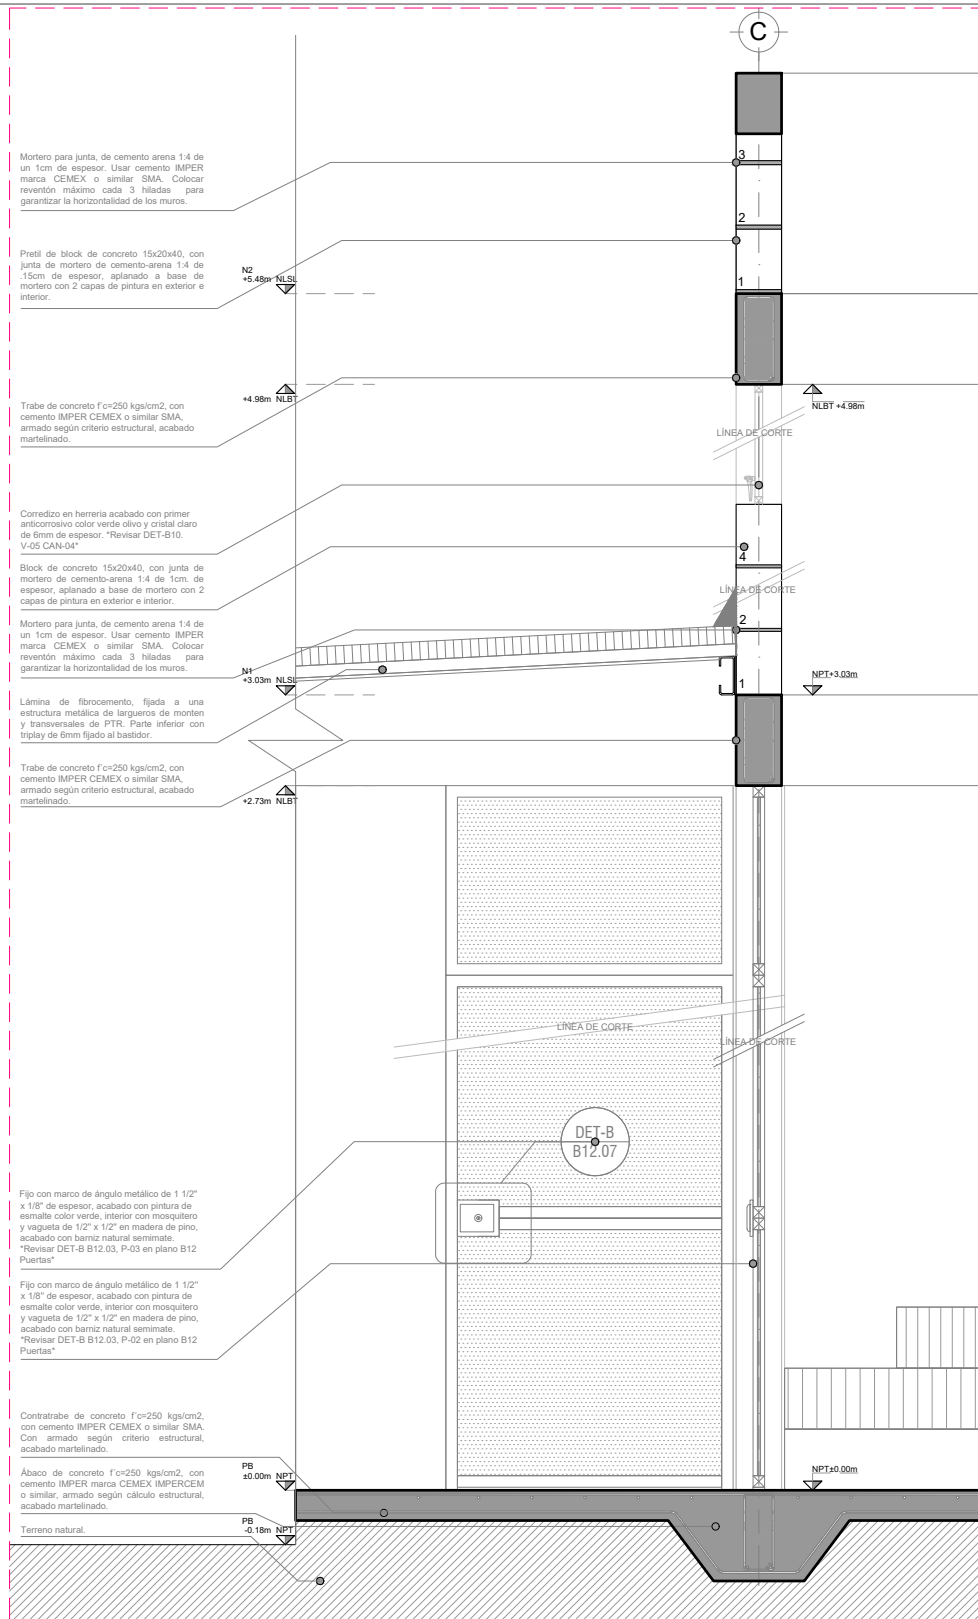 C
Mortero para junta, de cemento arena 1:4 de
un 1cm de espesor. Usar cemento IMPER
marca CEMEX o similar SMA. Colocar
reventón máximo cada 3 hiladas para
garantizar la horizontalidad de los muros.
3
2
1
Pretil de block de concreto 15x20x40, con
junta de mortero de cemento-arena 1:4 de
.15cm de espesor, aplanado a base de
mortero con 2 capas de pintura en exterior e
interior.
N2
+5.48m NLSL
+4.98m NLBT
NLBT +4.98m
Trabe de concreto f´c=250 kgs/cm2, con
cemento IMPER CEMEX o similar SMA,
armado según criterio estructural, acabado
martelinado.
LÍNEA DE CORTE
Corredizo en herreria acabado con primer
anticorrosivo color verde olivo y cristal claro
de 6mm de espesor. *Revisar DET-B10.
V-05 CAN-04*
Block de concreto 15x20x40, con junta de
mortero de cemento-arena 1:4 de 1cm. de
espesor, aplanado a base de mortero con 2
capas de pintura en exterior e interior.
4
LÍNEA DE CORTE
2
1
Mortero para junta, de cemento arena 1:4 de
un 1cm de espesor. Usar cemento IMPER
marca CEMEX o similar SMA. Colocar
reventón máximo cada 3 hiladas para
garantizar la horizontalidad de los muros.
N1
+3.03m NLSL
NPT+3.03m
Lámina de fibrocemento, fijada a una
estructura metálica de largueros de monten
y transversales de PTR. Parte inferior con
triplay de 6mm fijado al bastidor.
Trabe de concreto f´c=250 kgs/cm2, con
cemento IMPER CEMEX o similar SMA,
armado según criterio estructural, acabado
martelinado.
+2.73m NLBT
LÍNEA DE CORTE
LÍNEA DE CORTE
DET-B
B12.07
Fijo con marco de ángulo metálico de 1 1/2"
x 1/8" de espesor, acabado con pintura de
esmalte color verde, interior con mosquitero
y vagueta de 1/2" x 1/2" en madera de pino,
acabado con barniz natural semimate.
*Revisar DET-B B12.03, P-03 en plano B12
Puertas*
Fijo con marco de ángulo metálico de 1 1/2"
x 1/8" de espesor, acabado con pintura de
esmalte color verde, interior con mosquitero
y vagueta de 1/2" x 1/2" en madera de pino,
acabado con barniz natural semimate.
*Revisar DET-B B12.03, P-02 en plano B12
Puertas*
Contratrabe de concreto f´c=250 kgs/cm2,
con cemento IMPER CEMEX o similar SMA.
Con armado según criterio estructural,
acabado martelinado.
PB
±0.00m NPT
NPT±0.00m
Ábaco de concreto f´c=250 kgs/cm2, con
cemento IMPER marca CEMEX IMPERCEM
o similar, armado según cálculo estructural,
acabado martelinado.
PB
-0.18m NPT
Terreno natural.